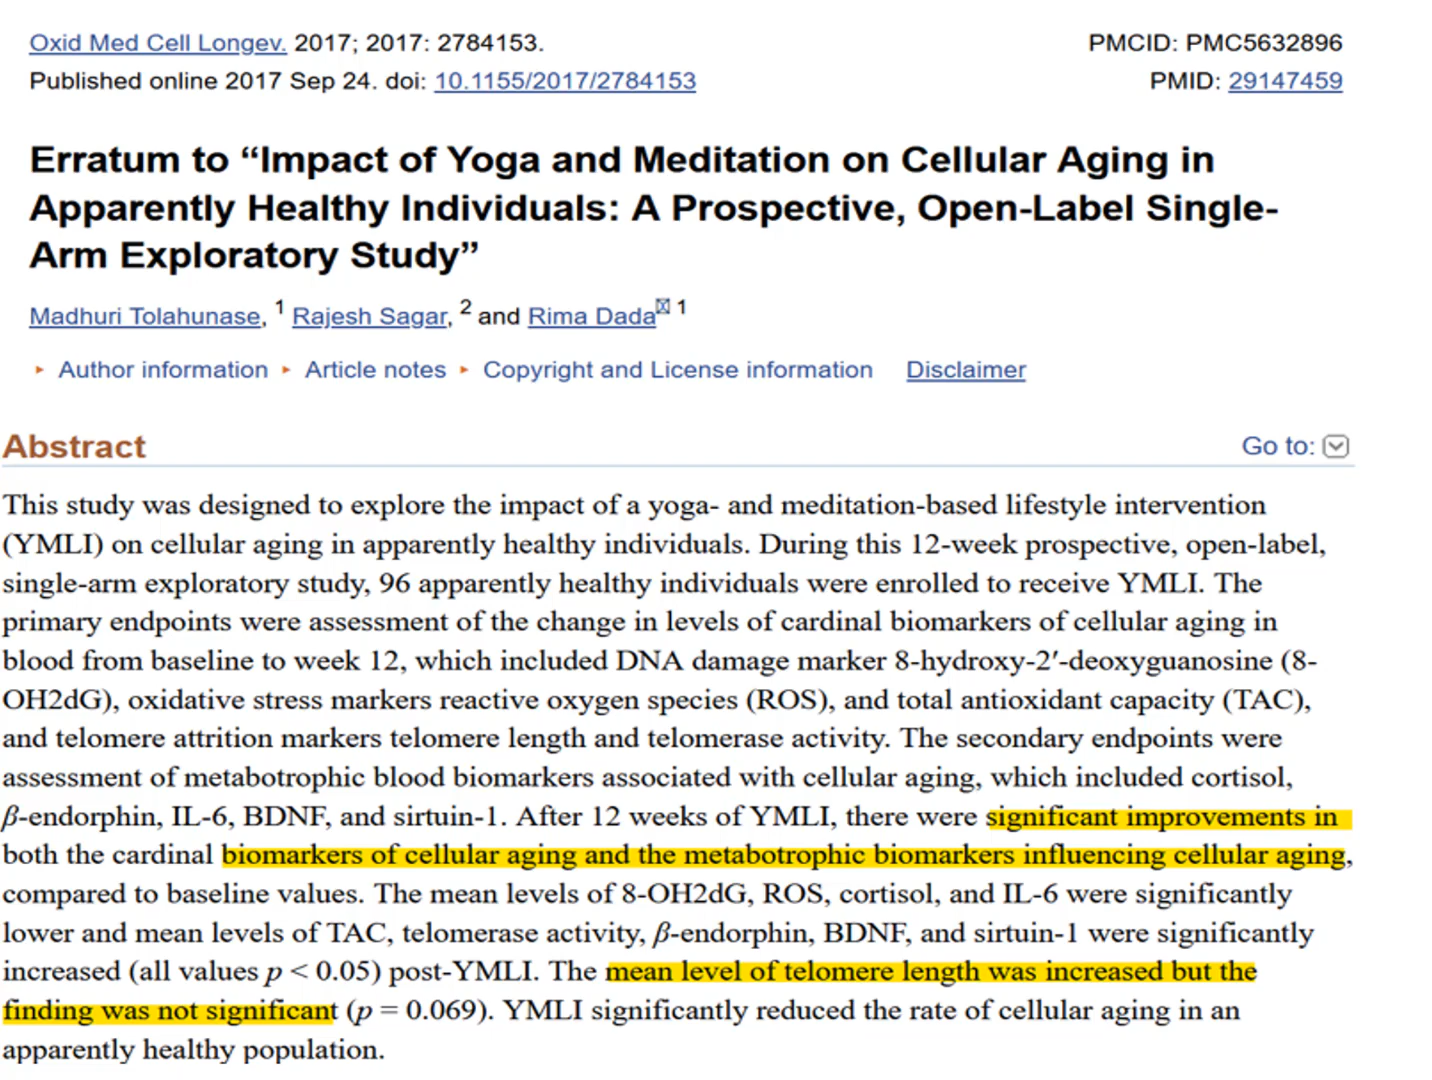 Oxid Med Cell Longev. 2017; 2017: 2784153. PMCID: PMC5632896
Published online 2017 Sep 24. doi: 10.1155/2017/2784153 PMID: 29147459
Erratum to “Impact of Yoga and Meditation on Cellular Aging in
Apparently Healthy Individuals: A Prospective, Open-Label Single-
Arm Exploratory Study”
Madhuri Tolahunase, 1 Rajesh Sagar, 2 and Rima Dada 1
Author information Article notes Copyright and License information Disclaimer
Abstract Go to:
This study was designed to explore the impact of a yoga- and meditation-based lifestyle intervention
(YMLI) on cellular aging in apparently healthy individuals. During this 12-week prospective, open-label,
single-arm exploratory study, 96 apparently healthy individuals were enrolled to receive YMLI. The
primary endpoints were assessment of the change in levels of cardinal biomarkers of cellular aging in
blood from baseline to week 12, which included DNA damage marker 8-hydroxy-2′-deoxyguanosine (8-
OH2dG), oxidative stress markers reactive oxygen species (ROS), and total antioxidant capacity (TAC),
and telomere attrition markers telomere length and telomerase activity. The secondary endpoints were
assessment of metabotrophic blood biomarkers associated with cellular aging, which included cortisol,
β-endorphin, IL-6, BDNF, and sirtuin-1. After 12 weeks of YMLI, there were significant improvements in
both the cardinal biomarkers of cellular aging and the metabotrophic biomarkers influencing cellular aging,
compared to baseline values. The mean levels of 8-OH2dG, ROS, cortisol, and IL-6 were significantly
lower and mean levels of TAC, telomerase activity, β-endorphin, BDNF, and sirtuin-1 were significantly
increased (all values p < 0.05) post-YMLI. The mean level of telomere length was increased but the
finding was not significant (p = 0.069). YMLI significantly reduced the rate of cellular aging in an
apparently healthy population.